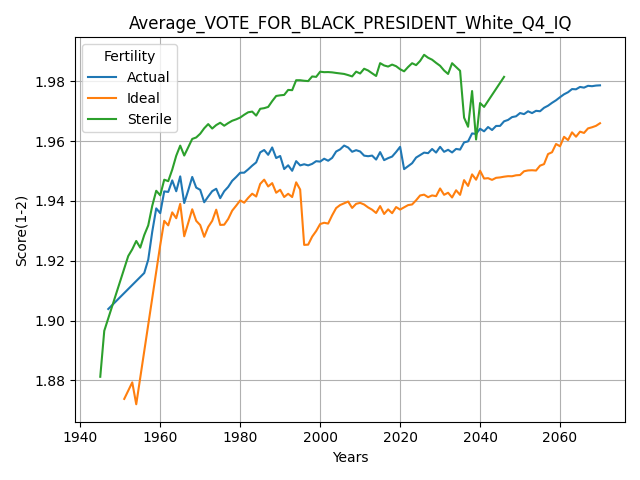 Average_VOTE_FOR_BLACK_PRESIDENT_White_Q4_IQ
Fertility
Actual
Ideal
Sterile
Score(1-2)
1.98
1.96
1.94
1.92
1.90
1.88
1940 1960 1980 2000 2020 2040 2060
Years